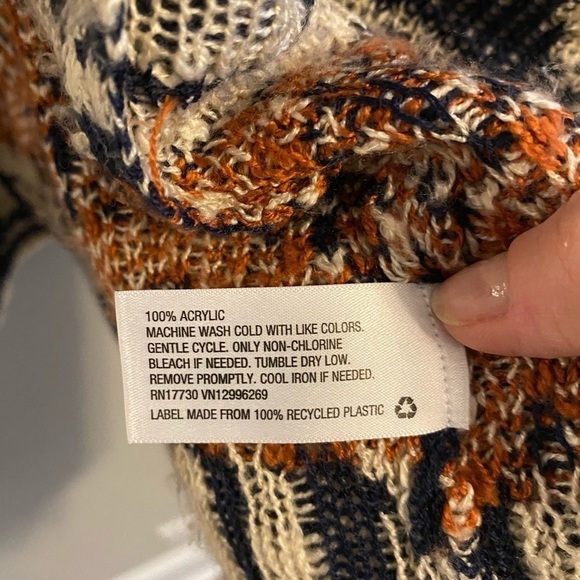 100% ACRYLIC
MACHINE WASH COLD WITH LIKE COLORS.
GENTLE CYCLE. ONLY NON-CHLORINE
BLEACH IF NEEDED. TUMBLE DRY LOW.
REMOVE PROMPTLY. COOL IRON IF NEEDED.
RN17730 VN12996269
LABEL MADE FROM 100% RECYCLED PLASTIC